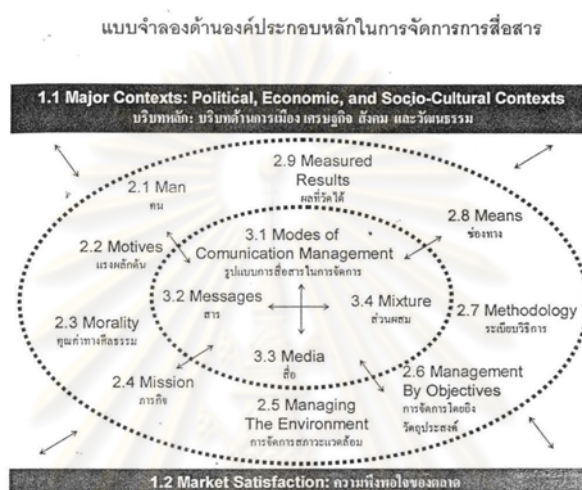 แบบจำลองด้านองค์ประกอบหลักในการจัดการการสื่อสาร
1.1 Major Contexts: Political, Economic, and Socio-Cultural Contexts
บริบทหลัก: บริบทด้านการเมือง เศรษฐกิจ สังคม และวัฒนธรรม
2.9 Measured
Results
ผลที่วัดได้
2.1 Man
คน
2.8 Means
ช่องทาง
2.2 Motives
แรงผลักดัน
3.1 Modes of
Comunication Management
รูปแบบการสื่อสารในการจัดการ
3.2 Messages
สาร
3.4 Mixture
ส่วนผสม
2.7 Methodology
ระเบียบวิธีการ
2.3 Morality
คุณค่าทางศีลธรรม
3.3 Media
สื่อ
2.4 Mission
ภารกิจ
2.6 Management
By Objectives
การจัดการโดยอิง
วัตถุประสงค์
2.5 Managing
The Environment
การจัดการสภาวะแวดล้อม
1.2 Market Satisfaction: ความพึงพอใจของตลาด